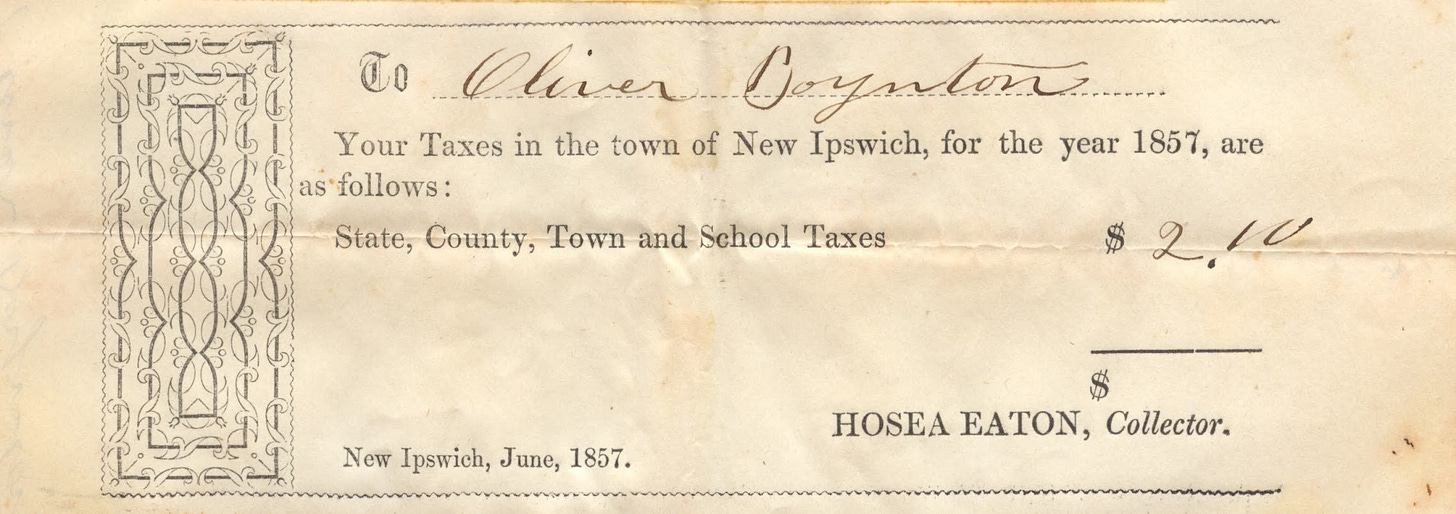 To Oliver Boynton
Your Taxes in the town of New Ipswich, for the year 1857, are
as follows:
State, County, Town and School Taxes $ 2.10
$
HOSEA EATON, Collector.
New Ipswich, June, 1857.